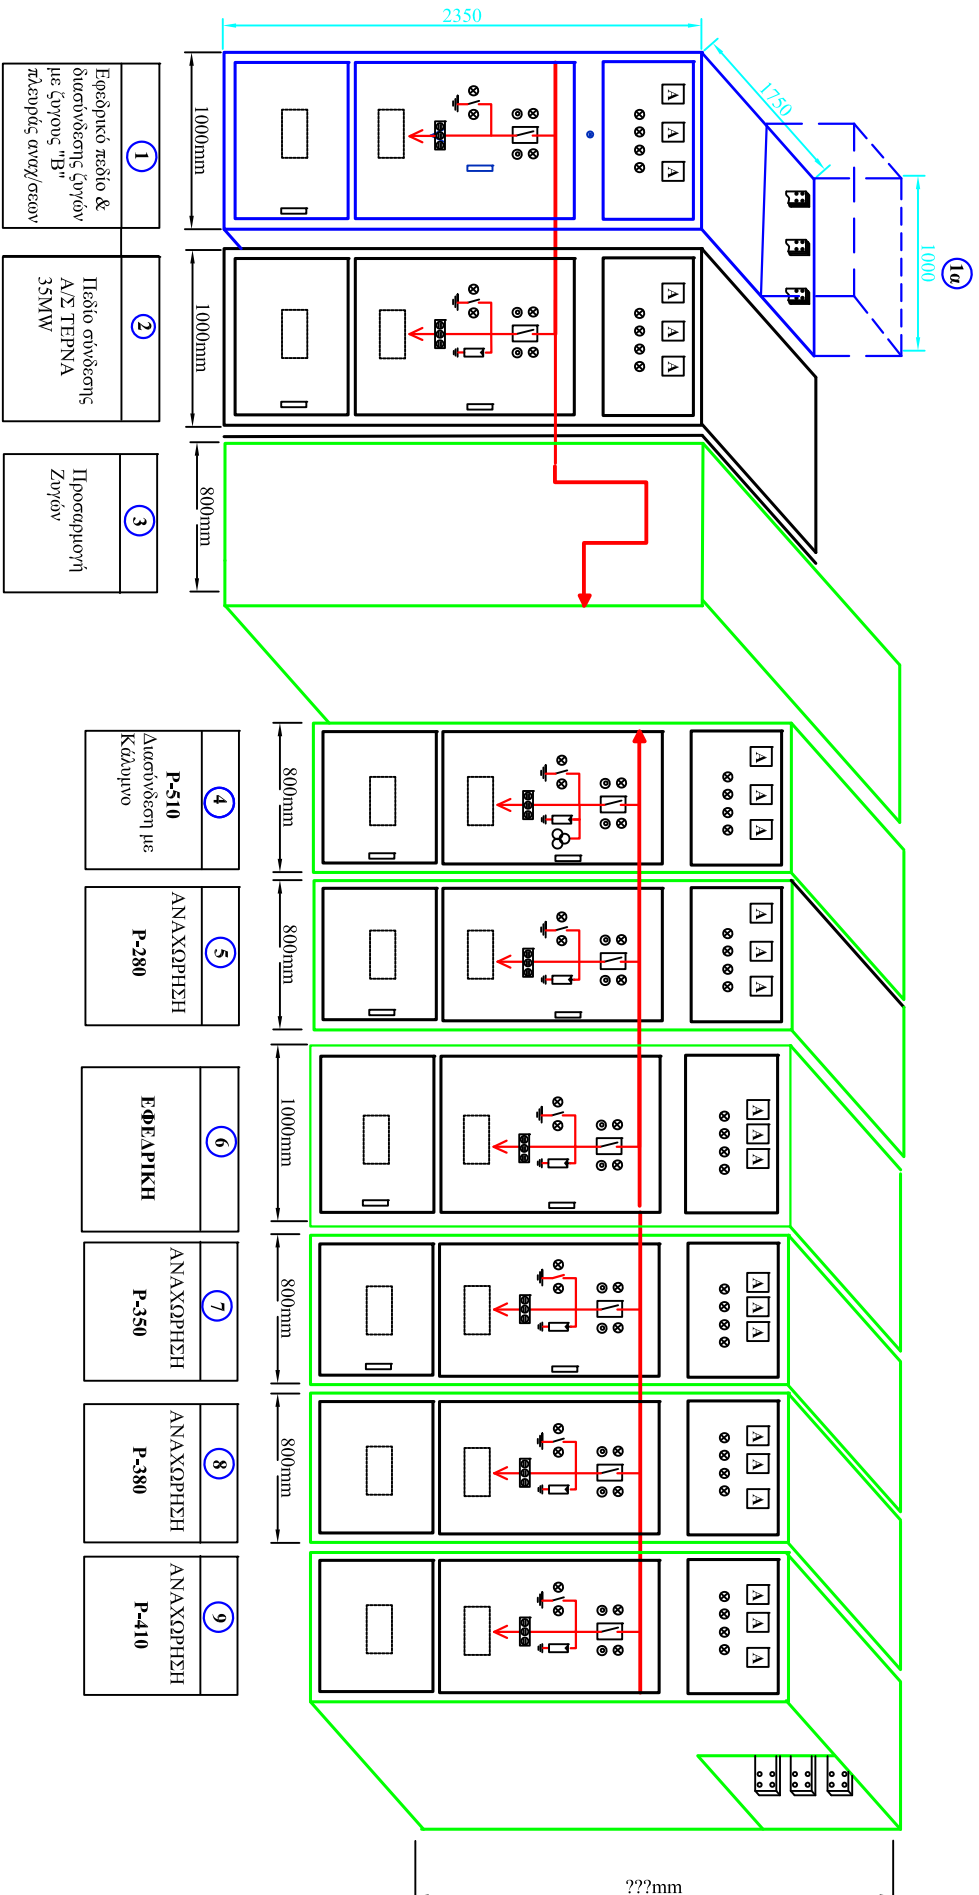 2350
1750
1000
1α
A
A
A
1000mm
1
Εφεδρικό πεδίο &
διασύνδεσης ζυγών
με ζυγους "Β"
πλευράς αναχ/σεων
A
A
A
1000mm
2
Πεδίο σύνδεσης
Α/Σ ΤΕΡΝΑ
35MW
800mm
3
Προσαρμογή
Ζυγών
A
A
A
800mm
4
P-510
Διασύνδεση με
Κάλυμνο
A
A
A
800mm
5
ΑΝΑΧΩΡΗΣΗ
P-280
A
A
A
1000mm
6
ΕΦΕΔΡΙΚΗ
A
A
A
800mm
7
ΑΝΑΧΩΡΗΣΗ
P-350
A
A
A
800mm
8
ΑΝΑΧΩΡΗΣΗ
P-380
A
A
A
9
ΑΝΑΧΩΡΗΣΗ
P-410
???mm